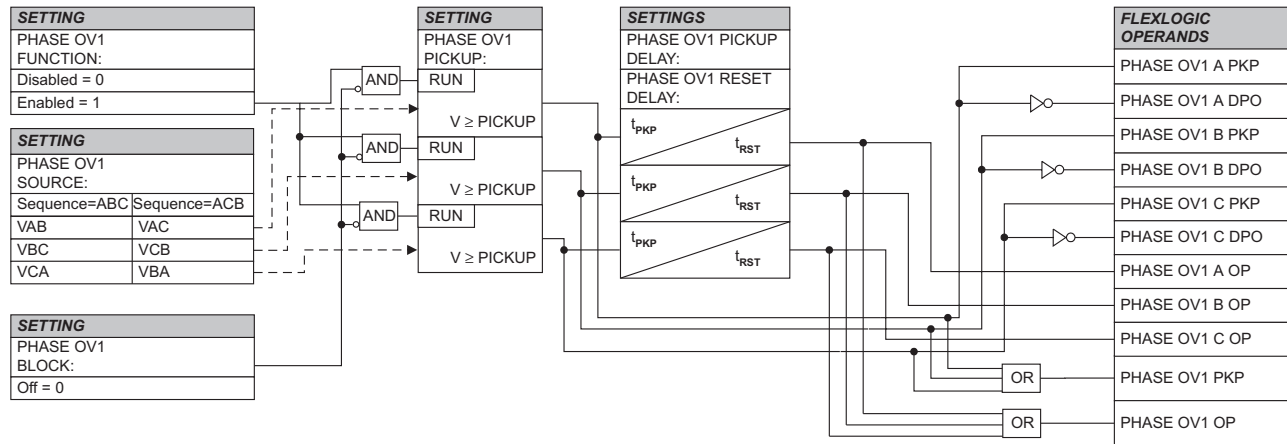 SETTING
PHASE OV1
FUNCTION:
Disabled = 0
Enabled = 1
SETTING
PHASE OV1
SOURCE:
Sequence=ABC Sequence=ACB
VAB VAC
VBC VCB
VCA VBA
SETTING
PHASE OV1
BLOCK:
Off = 0
AND
AND
AND
SETTING
PHASE OV1
PICKUP:
RUN
V ≥ PICKUP
RUN
V ≥ PICKUP
RUN
V ≥ PICKUP
SETTINGS
PHASE OV1 PICKUP
DELAY:
PHASE OV1 RESET
DELAY:
tPKP
tRST
tPKP
tRST
tPKP
tRST
OR
OR
FLEXLOGIC
OPERANDS
PHASE OV1 A PKP
PHASE OV1 A DPO
PHASE OV1 B PKP
PHASE OV1 B DPO
PHASE OV1 C PKP
PHASE OV1 C DPO
PHASE OV1 A OP
PHASE OV1 B OP
PHASE OV1 C OP
PHASE OV1 PKP
PHASE OV1 OP